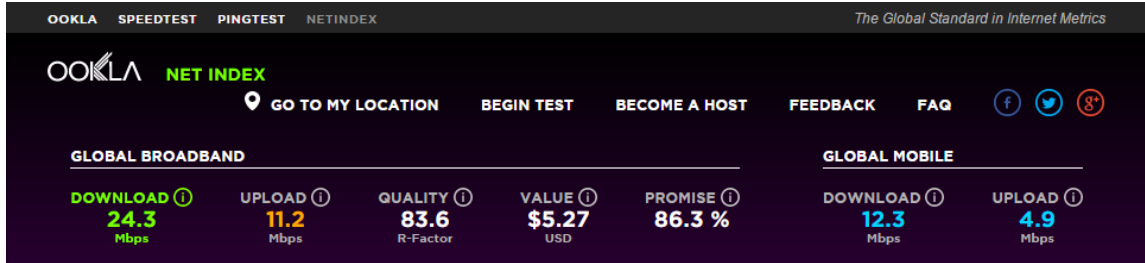 OOKLA SPEEDTEST PINGTEST NETINDEX The Global Standard in Internet Metrics
OOKLA NET INDEX
GO TO MY LOCATION BEGIN TEST BECOME A HOST FEEDBACK FAQ f g+
GLOBAL BROADBAND GLOBAL MOBILE
DOWNLOAD i UPLOAD i QUALITY i VALUE i PROMISE i DOWNLOAD i UPLOAD i
24.3 11.2 83.6 $5.27 86.3 % 12.3 4.9
Mbps Mbps R-Factor USD Mbps Mbps